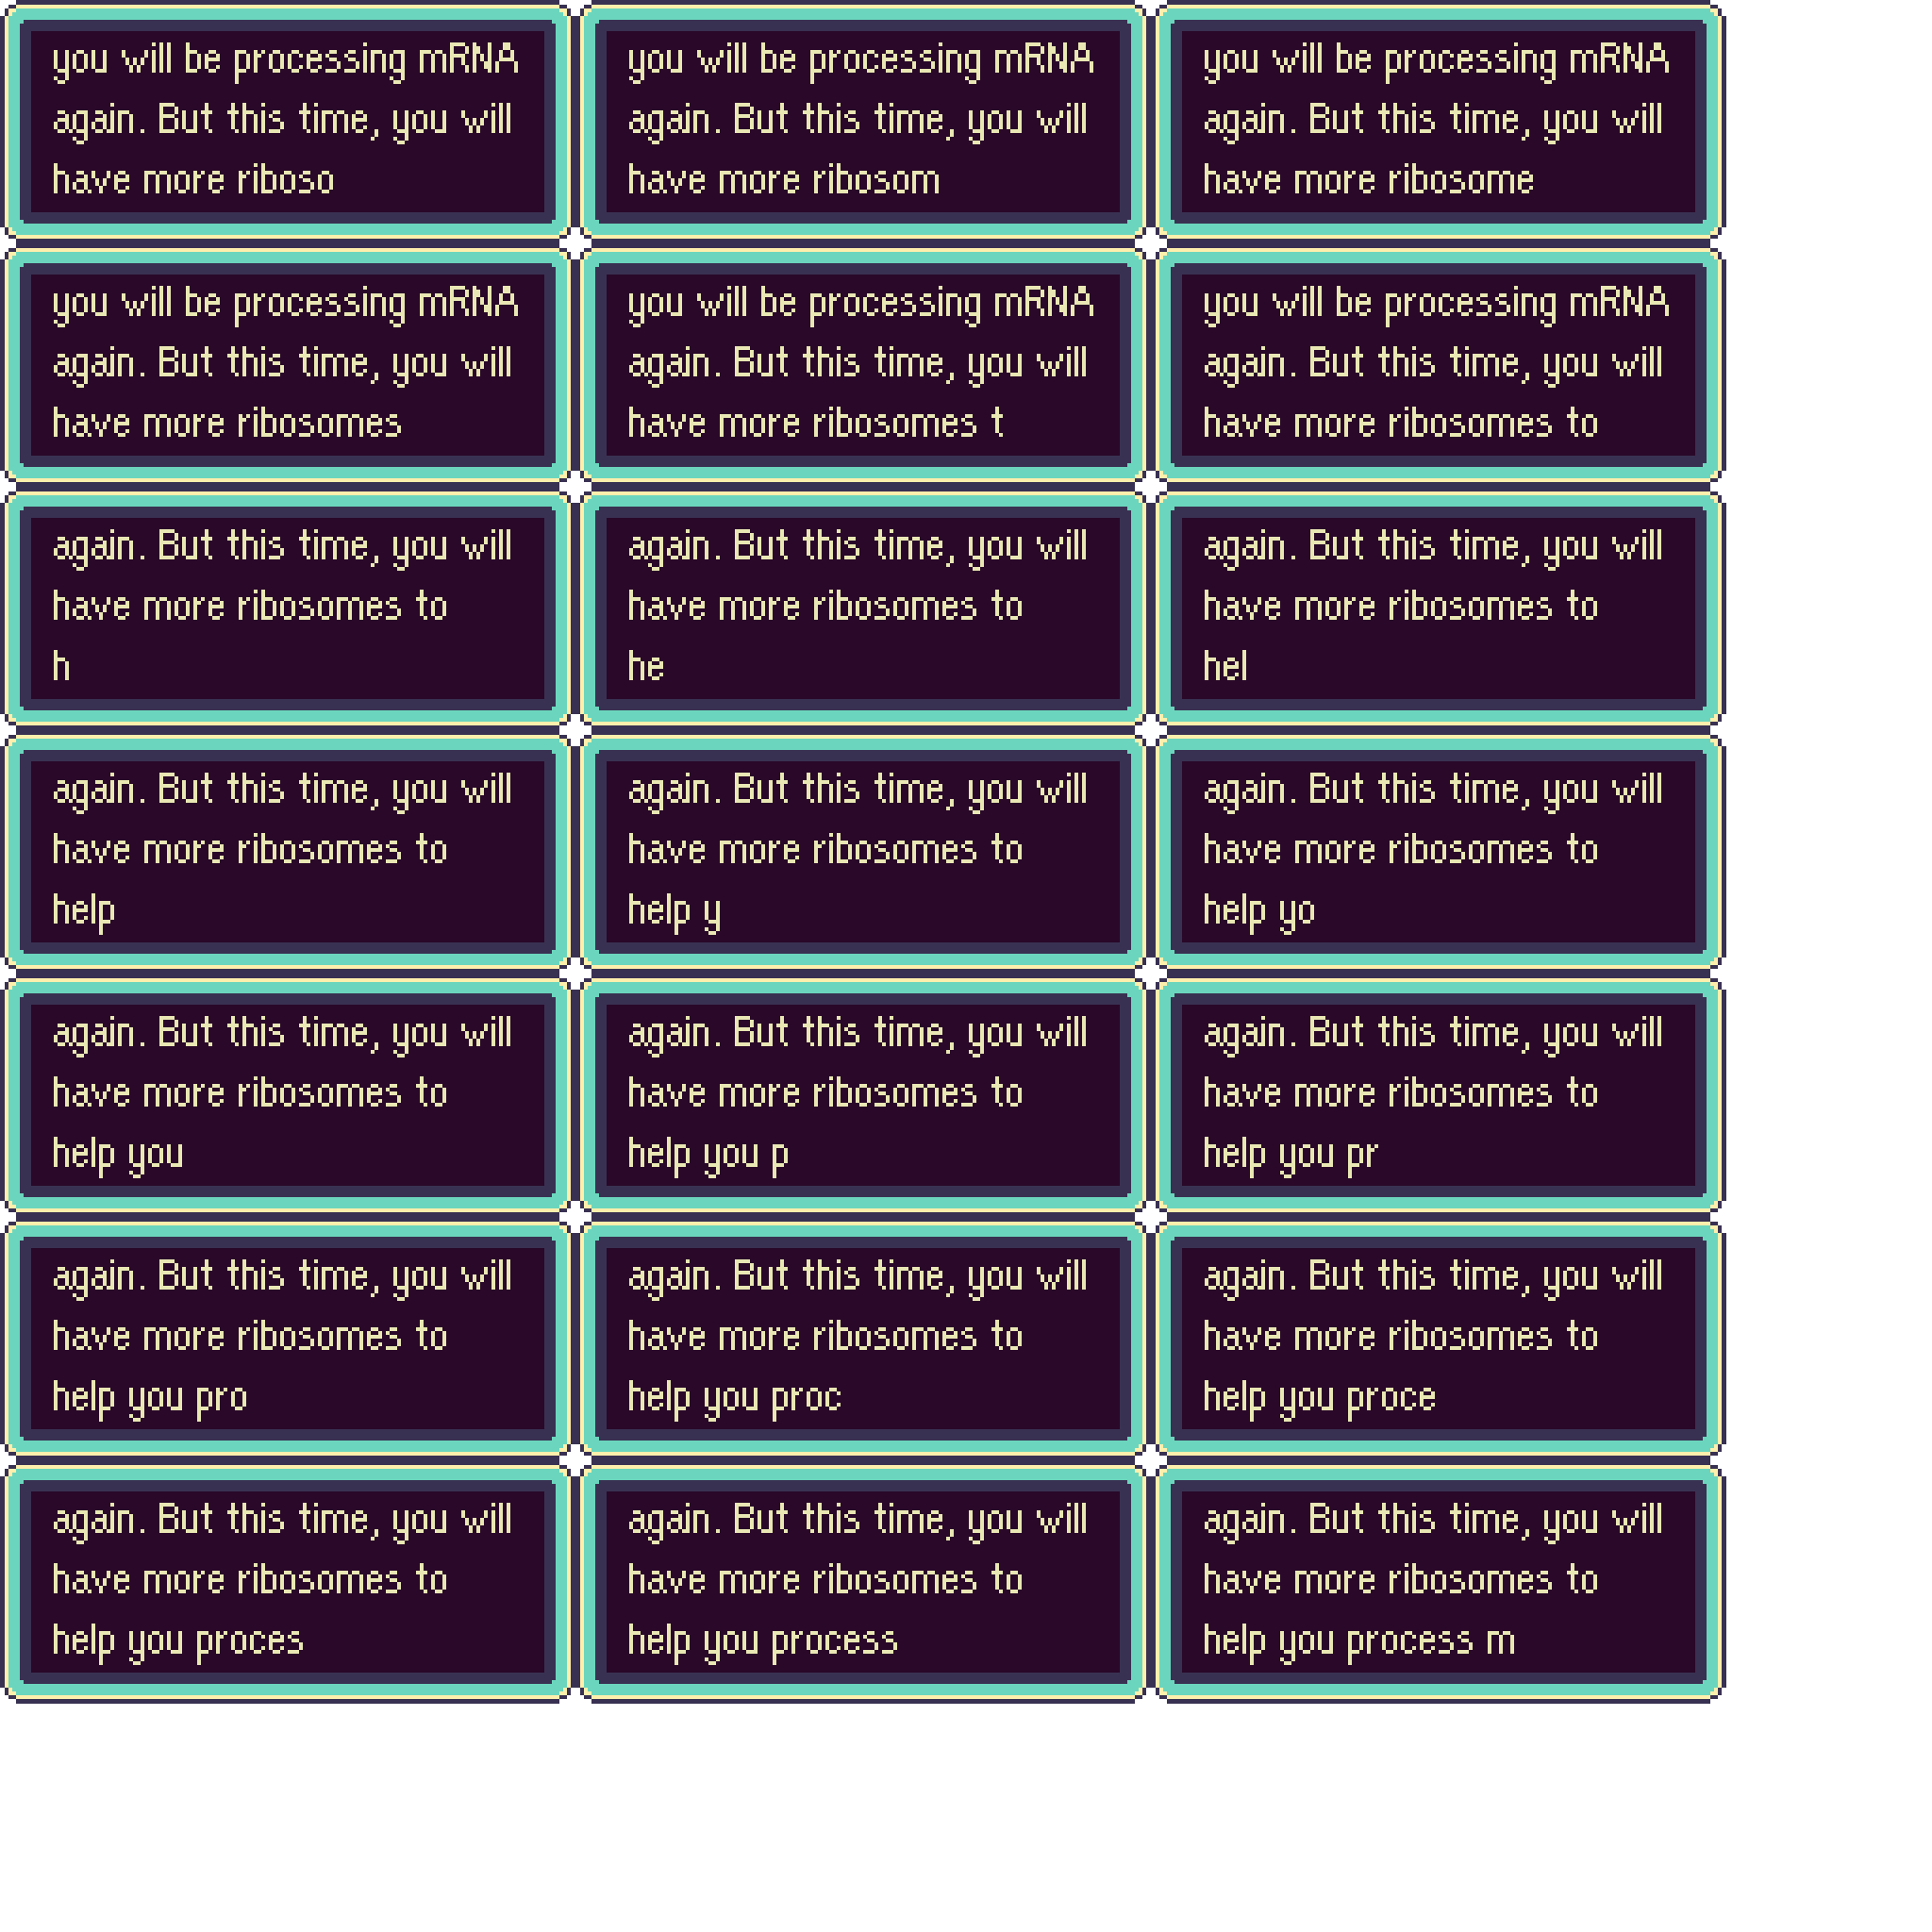 you will be processing mRNA
again. But this time, you will
have more riboso
you will be processing mRNA
again. But this time, you will
have more ribosom
you will be processing mRNA
again. But this time, you will
have more ribosome
you will be processing mRNA
again. But this time, you will
have more ribosomes
you will be processing mRNA
again. But this time, you will
have more ribosomes t
you will be processing mRNA
again. But this time, you will
have more ribosomes to
again. But this time, you will
have more ribosomes to
h
again. But this time, you will
have more ribosomes to
he
again. But this time, you will
have more ribosomes to
hel
again. But this time, you will
have more ribosomes to
help
again. But this time, you will
have more ribosomes to
help y
again. But this time, you will
have more ribosomes to
help yo
again. But this time, you will
have more ribosomes to
help you
again. But this time, you will
have more ribosomes to
help you p
again. But this time, you will
have more ribosomes to
help you pr
again. But this time, you will
have more ribosomes to
help you pro
again. But this time, you will
have more ribosomes to
help you proc
again. But this time, you will
have more ribosomes to
help you proce
again. But this time, you will
have more ribosomes to
help you proces
again. But this time, you will
have more ribosomes to
help you process
again. But this time, you will
have more ribosomes to
help you process m